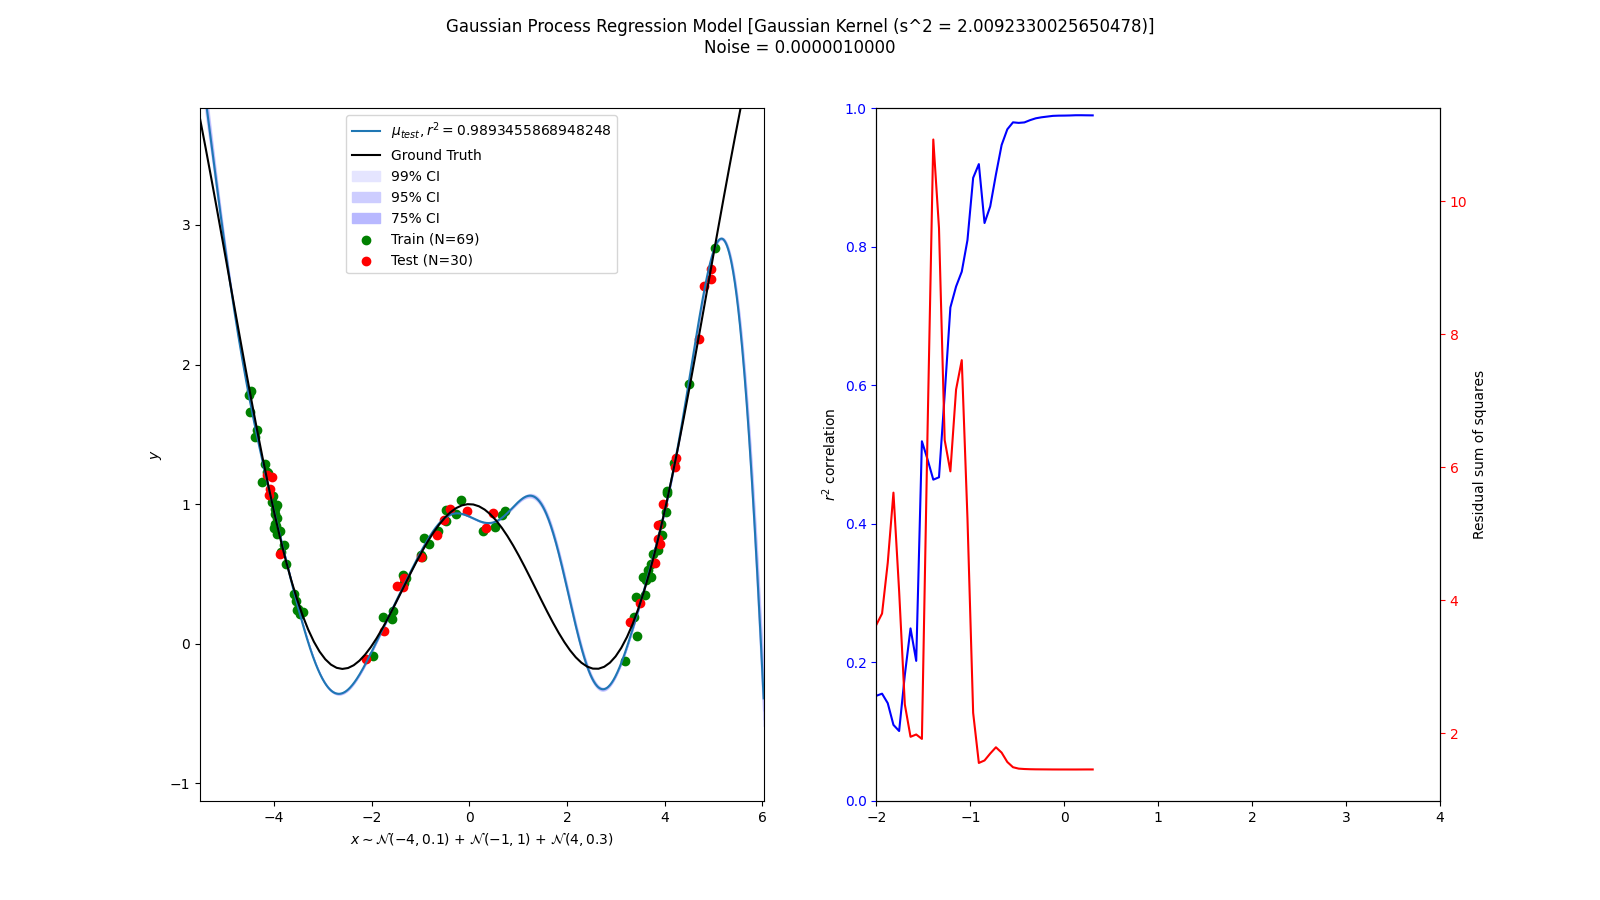 Gaussian Process Regression Model [Gaussian Kernel (s^2 = 2.0092330025650478)]
Noise = 0.0000010000
μ_test, r² = 0.9893455868948248
Ground Truth
99% CI
95% CI
75% CI
Train (N=69)
Test (N=30)
3
2
1
0
−1
y
−4
−2
0
2
4
6
x ~ 𝒩(−4, 0.1) + 𝒩(−1, 1) + 𝒩(4, 0.3)
1.0
0.8
0.6
0.4
0.2
0.0
r² correlation
−2
−1
0
1
2
3
4
10
8
6
4
2
Residual sum of squares